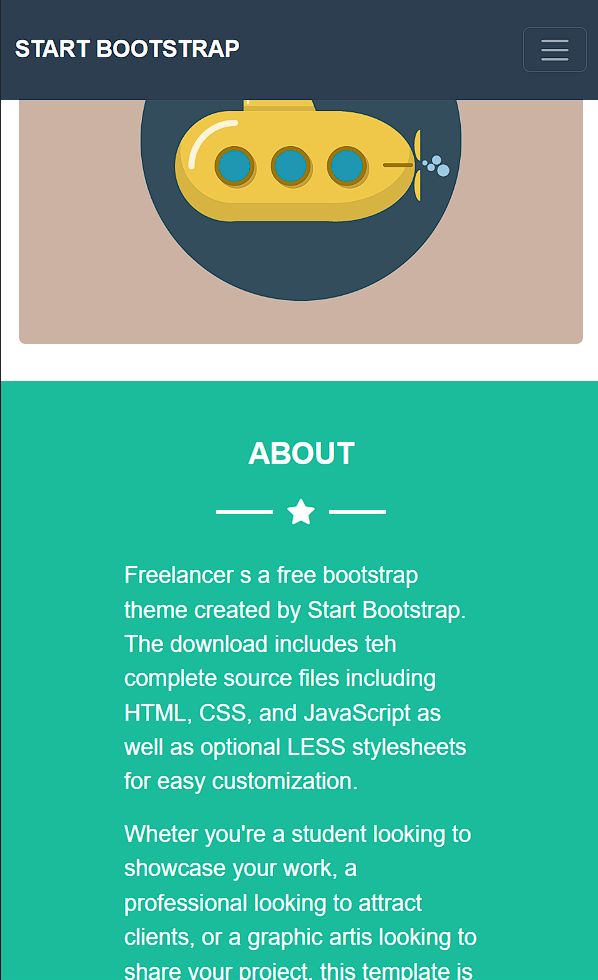 START BOOTSTRAP
ABOUT
Freelancer s a free bootstrap
theme created by Start Bootstrap.
The download includes teh
complete source files including
HTML, CSS, and JavaScript as
well as optional LESS stylesheets
for easy customization.
Wheter you're a student looking to
showcase your work, a
professional looking to attract
clients, or a graphic artis looking to
share your project, this template is